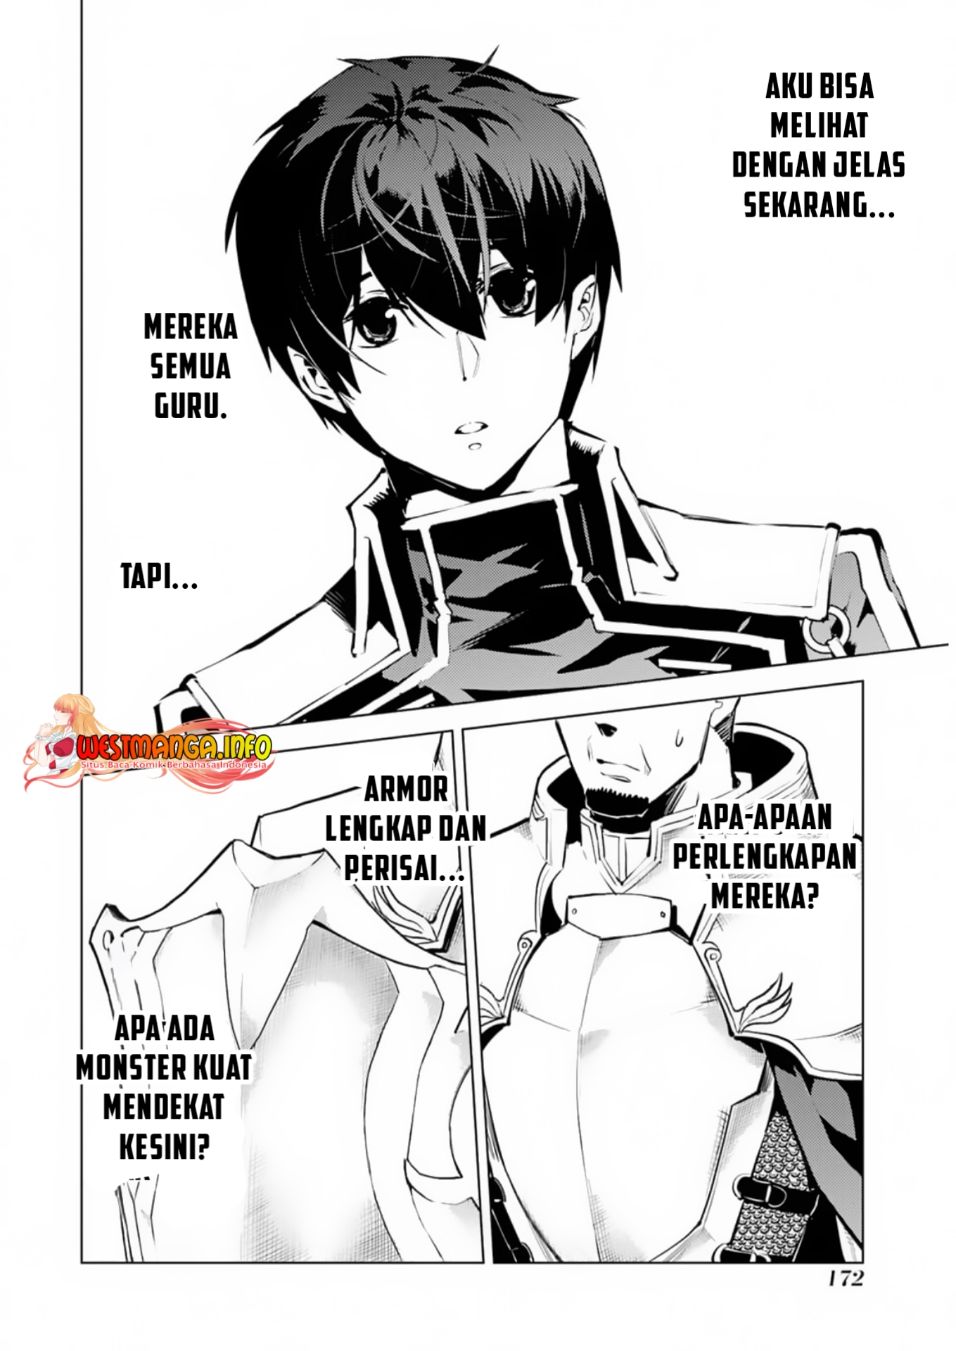 AKU BISA
MELIHAT
DENGAN JELAS
SEKARANG...
MEREKA
SEMUA
GURU.
TAPI...
WESTMANGA.INFO
Situs Baca Komik Berbahasa Indonesia
APA-APAAN
PERLENGKAPAN
MEREKA?
ARMOR
LENGKAP DAN
PERISAI...
APA ADA
MONSTER KUAT
MENDEKAT
KESINI?
172